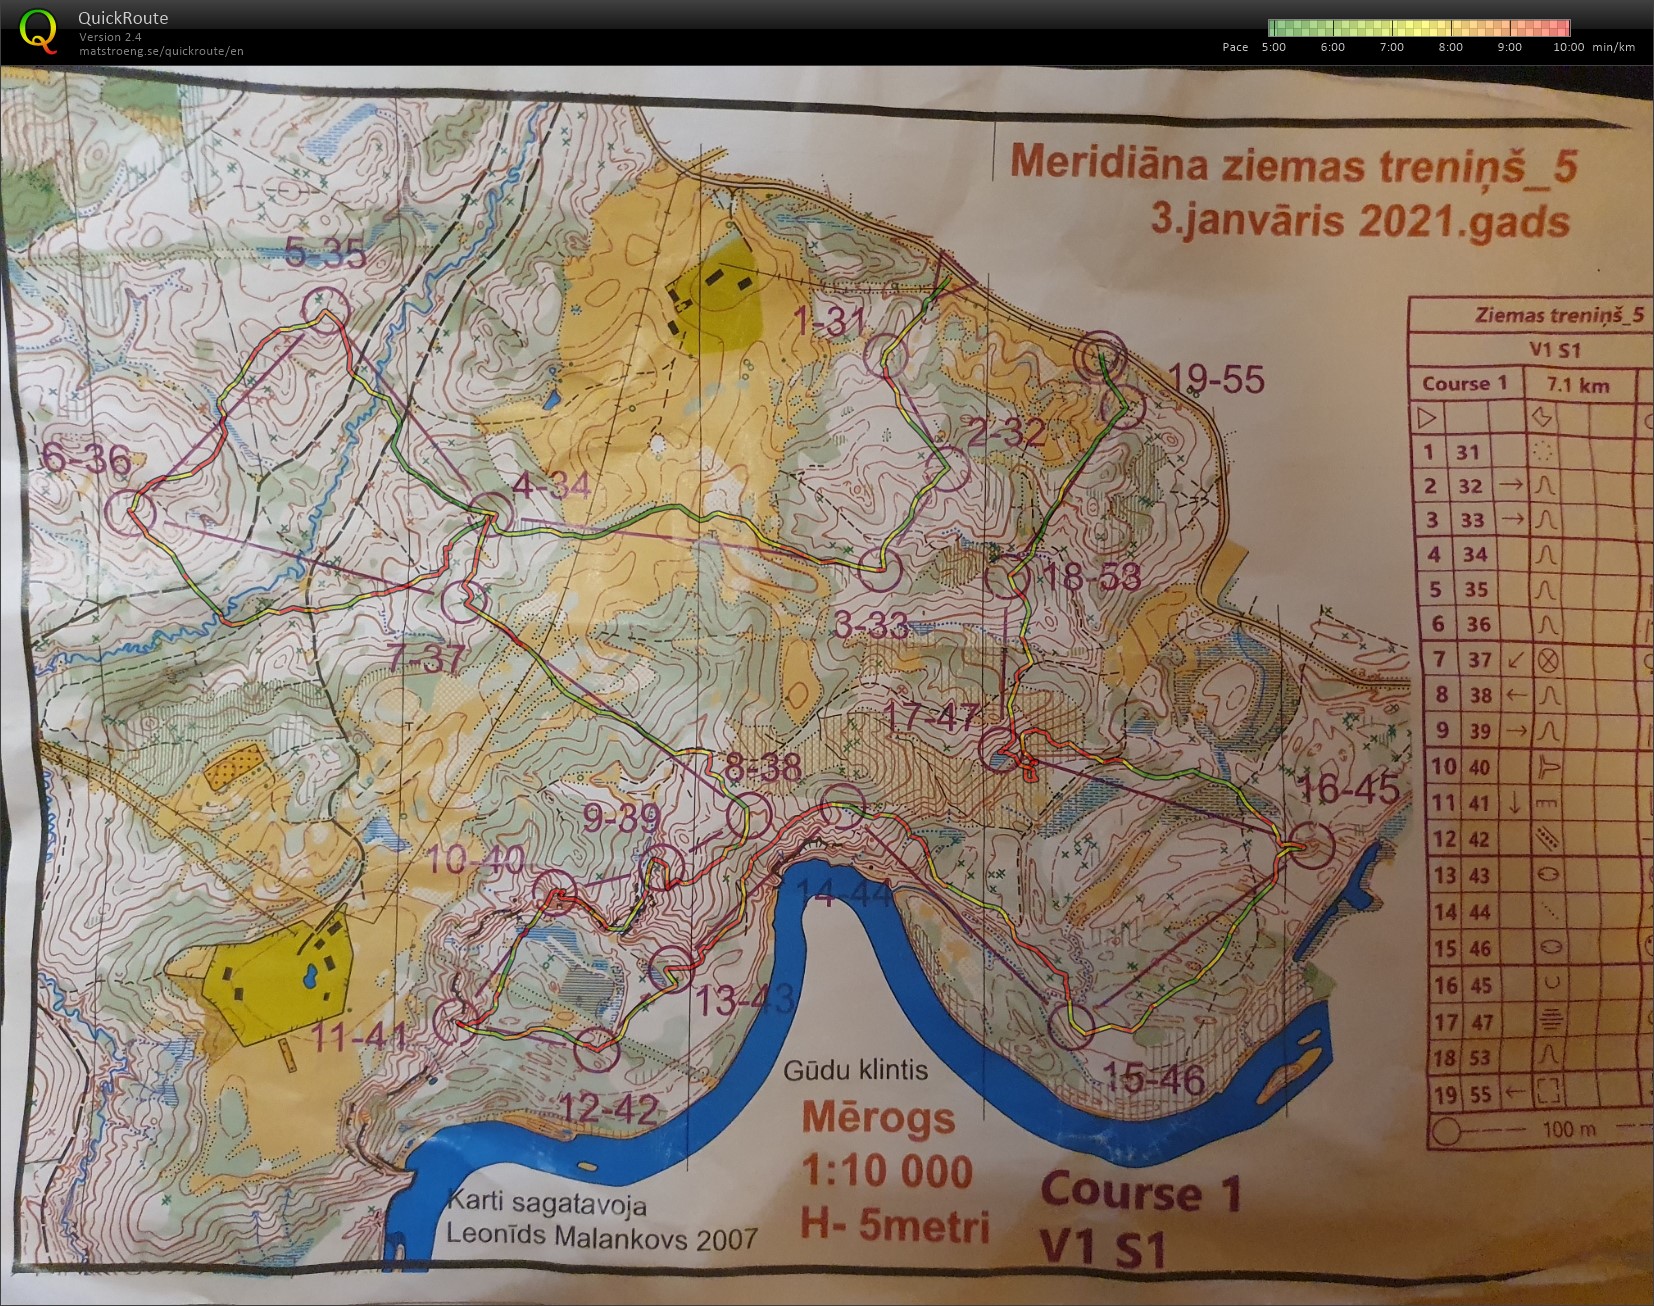 QuickRoute
Version 2.4
matstroeng.se/quickroute/en
Pace 5:00 6:00 7:00 8:00 9:00 10:00 min/km
Meridiāna ziemas treniņš_5
3.janvāris 2021.gads
5-35
1-31
19-55
2-32
6-36
4-34
18-53
3-33
7-37
17-47
8-38
16-45
9-39
10-40
14-44
13-43
11-41
15-46
12-42
Gūdu klintis
Mērogs
1:10 000
H- 5metri
Karti sagatavoja
Leonīds Malankovs 2007
Course 1
V1 S1
Ziemas treniņš_5
V1 S1
Course 1 7.1 km
1 31
2 32
3 33
4 34
5 35
6 36
7 37
8 38
9 39
10 40
11 41
12 42
13 43
14 44
15 46
16 45
17 47
18 53
19 55
100 m